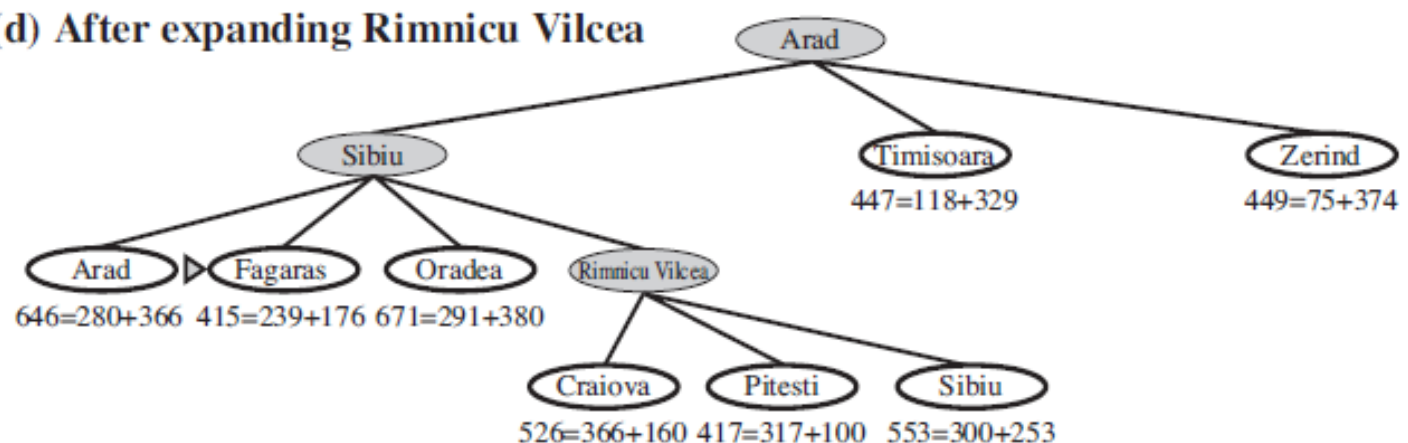 (d) After expanding Rimnicu Vilcea
Arad
Sibiu
Timisoara
Zerind
447=118+329
449=75+374
Arad
Fagaras
Oradea
Rimnicu Vilcea
646=280+366
415=239+176
671=291+380
Craiova
Pitesti
Sibiu
526=366+160
417=317+100
553=300+253